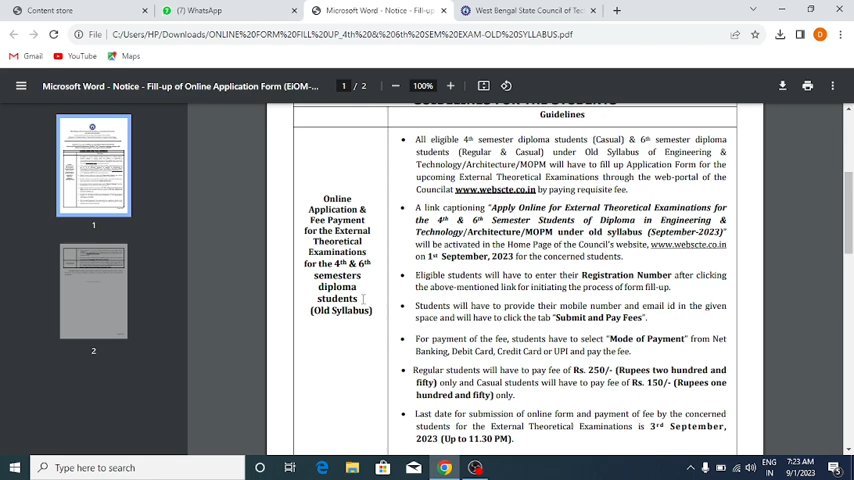 Content store
(7) WhatsApp
Microsoft Word - Notice - Fill-up
West Bengal State Council of Tec
File
C:/Users/HP/Downloads/ONLINE%20FORM%20FILL%20UP_4th%20&%206th%20SEM%20EXAM-OLD%20SYLLABUS.pdf
D
Gmail
YouTube
Maps
Microsoft Word - Notice - Fill-up of Online Application Form (EiOM-...
1 / 2
100%
1
2
GUIDELINES FOR THE STUDENTS
Guidelines
Online
Application &
Fee Payment
for the External
Theoretical
Examinations
for the 4th & 6th
semesters
diploma
students
(Old Syllabus)
• All eligible 4th semester diploma students (Casual) & 6th semester diploma
students (Regular & Casual) under Old Syllabus of Engineering &
Technology/Architecture/MOPM will have to fill up Application Form for the
upcoming External Theoretical Examinations through the web-portal of the
Councilat www.webscte.co.in by paying requisite fee.
• A link captioning "Apply Online for External Theoretical Examinations for
the 4th & 6th Semester Students of Diploma in Engineering &
Technology/Architecture/MOPM under old syllabus (September-2023)"
will be activated in the Home Page of the Council's website, www.webscte.co.in
on 1st September, 2023 for the concerned students.
• Eligible students will have to enter their Registration Number after clicking
the above-mentioned link for initiating the process of form fill-up.
• Students will have to provide their mobile number and email id in the given
space and will have to click the tab "Submit and Pay Fees".
• For payment of the fee, students have to select "Mode of Payment" from Net
Banking, Debit Card, Credit Card or UPI and pay the fee.
• Regular students will have to pay fee of Rs. 250/- (Rupees two hundred and
fifty) only and Casual students will have to pay fee of Rs. 150/- (Rupees one
hundred and fifty) only.
• Last date for submission of online form and payment of fee by the concerned
students for the External Theoretical Examinations is 3rd September,
2023 (Up to 11.30 PM).
Type here to search
ENG
IN
7:23 AM
9/1/2023
5